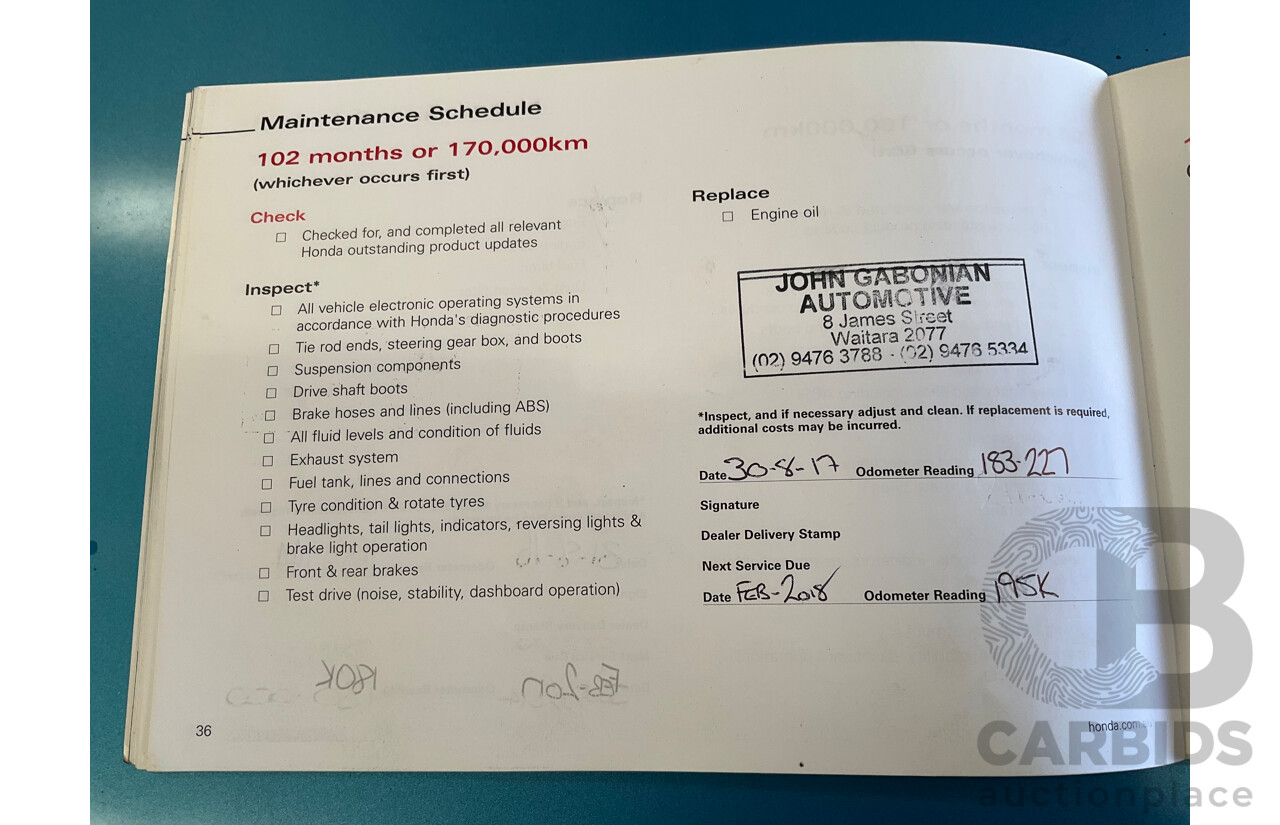 Maintenance Schedule
102 months or 170,000km
(whichever occurs first)
Check
☐ Checked for, and completed all relevant
Honda outstanding product updates
Inspect*
☐ All vehicle electronic operating systems in
accordance with Honda's diagnostic procedures
☐ Tie rod ends, steering gear box, and boots
☐ Suspension components
☐ Drive shaft boots
☐ Brake hoses and lines (including ABS)
☐ All fluid levels and condition of fluids
☐ Exhaust system
☐ Fuel tank, lines and connections
☐ Tyre condition & rotate tyres
☐ Headlights, tail lights, indicators, reversing lights &
brake light operation
☐ Front & rear brakes
☐ Test drive (noise, stability, dashboard operation)
36
Replace
☐ Engine oil
JOHN GABONIAN
AUTOMOTIVE
8 James Street
Waitara 2077
(02) 9476 3788 - (02) 9476 5334
*Inspect, and if necessary adjust and clean. If replacement is required,
additional costs may be incurred.
Date 30-8-17 Odometer Reading 183-227
Signature
Dealer Delivery Stamp
Next Service Due
Date FEB-2018 Odometer Reading 195K
honda.com
CARBIDS
auctionplace